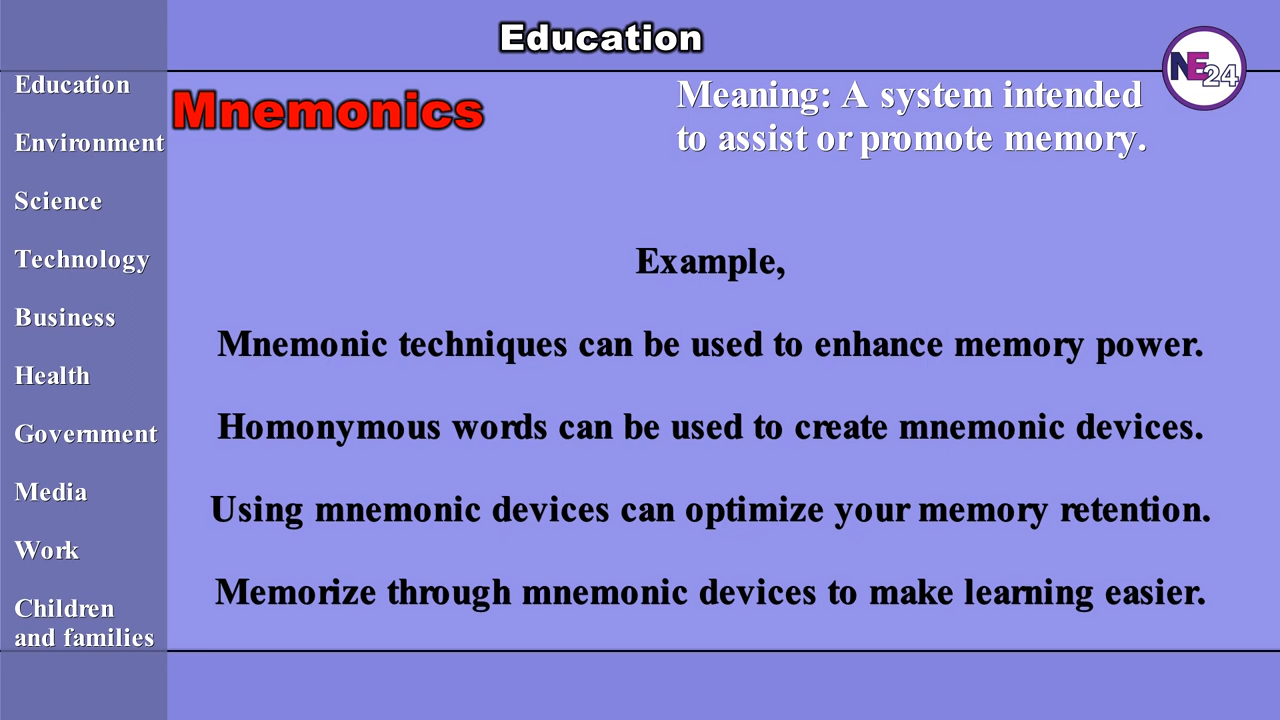 Education
NE24
Education
Environment
Science
Technology
Business
Health
Government
Media
Work
Children
and families
Mnemonics
Meaning: A system intended
to assist or promote memory.
Example,
Mnemonic techniques can be used to enhance memory power.
Homonymous words can be used to create mnemonic devices.
Using mnemonic devices can optimize your memory retention.
Memorize through mnemonic devices to make learning easier.